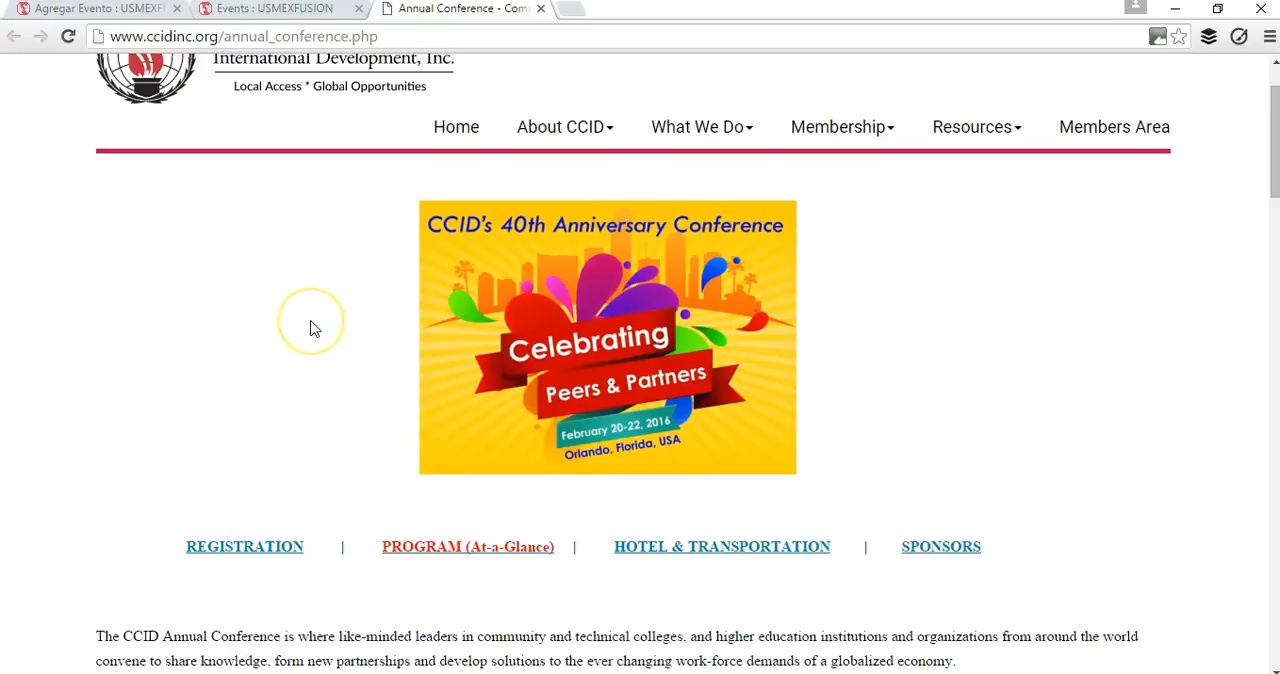 Agregar Evento : USMEXFI
Events : USMEXFUSION
Annual Conference - Com
www.ccidinc.org/annual_conference.php
International Development, Inc.
Local Access * Global Opportunities
Home About CCID What We Do Membership Resources Members Area
CCID's 40th Anniversary Conference
Celebrating
Peers & Partners
February 20-22, 2016
Orlando, Florida, USA
REGISTRATION | PROGRAM (At-a-Glance) | HOTEL & TRANSPORTATION | SPONSORS
The CCID Annual Conference is where like-minded leaders in community and technical colleges, and higher education institutions and organizations from around the world
convene to share knowledge, form new partnerships and develop solutions to the ever changing work-force demands of a globalized economy.